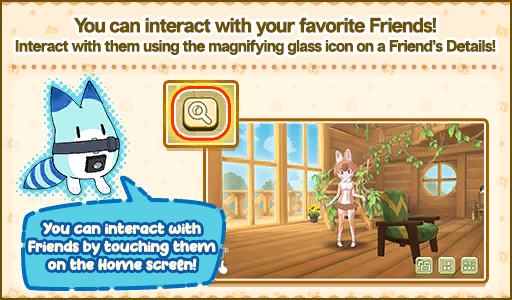 You can interact with your favorite Friends!
Interact with them using the magnifying glass icon on a Friend's Details!
You can interact with
Friends by touching them
on the Home screen!